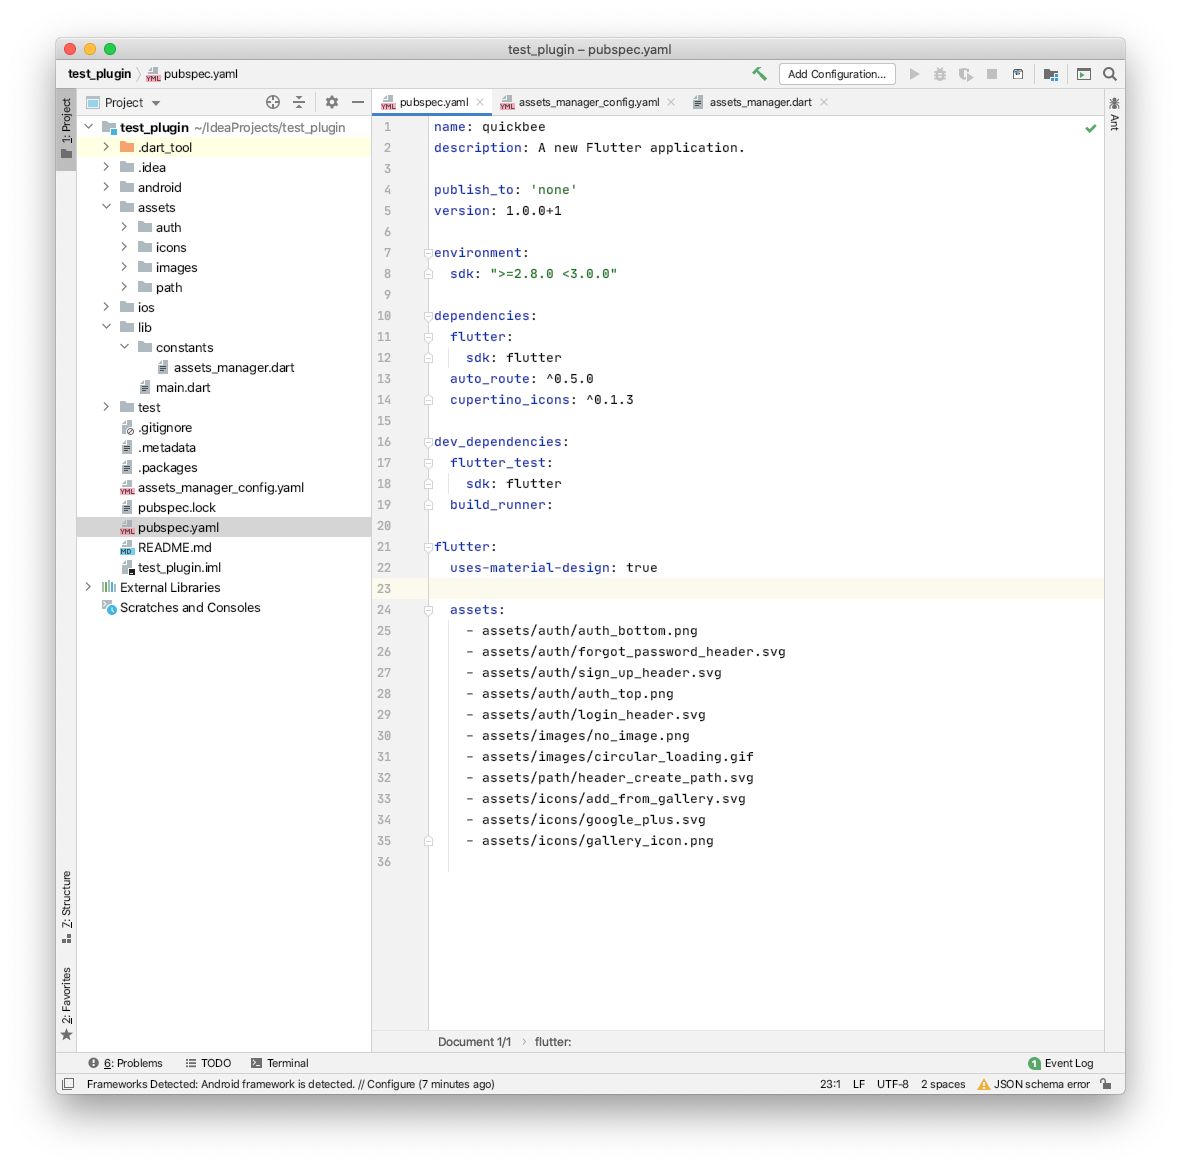 test_plugin – pubspec.yaml
test_plugin
pubspec.yaml
Add Configuration...
1: Project
Project
pubspec.yaml
assets_manager_config.yaml
assets_manager.dart
Ant
test_plugin ~/IdeaProjects/test_plugin
.dart_tool
.idea
android
assets
auth
icons
images
path
ios
lib
constants
assets_manager.dart
main.dart
test
.gitignore
.metadata
.packages
YML assets_manager_config.yaml
pubspec.lock
YML pubspec.yaml
MD README.md
test_plugin.iml
External Libraries
Scratches and Consoles
1 name: quickbee
2 description: A new Flutter application.
3
4 publish_to: 'none'
5 version: 1.0.0+1
6
7 environment:
8 sdk: ">=2.8.0 <3.0.0"
9
10 dependencies:
11 flutter:
12 sdk: flutter
13 auto_route: ^0.5.0
14 cupertino_icons: ^0.1.3
15
16 dev_dependencies:
17 flutter_test:
18 sdk: flutter
19 build_runner:
20
21 flutter:
22 uses-material-design: true
23
24 assets:
25 - assets/auth/auth_bottom.png
26 - assets/auth/forgot_password_header.svg
27 - assets/auth/sign_up_header.svg
28 - assets/auth/auth_top.png
29 - assets/auth/login_header.svg
30 - assets/images/no_image.png
31 - assets/images/circular_loading.gif
32 - assets/path/header_create_path.svg
33 - assets/icons/add_from_gallery.svg
34 - assets/icons/google_plus.svg
35 - assets/icons/gallery_icon.png
36
Z: Structure
2: Favorites
Document 1/1 › flutter:
6: Problems
TODO
Terminal
1 Event Log
Frameworks Detected: Android framework is detected. // Configure (7 minutes ago)
23:1 LF UTF-8 2 spaces JSON schema error